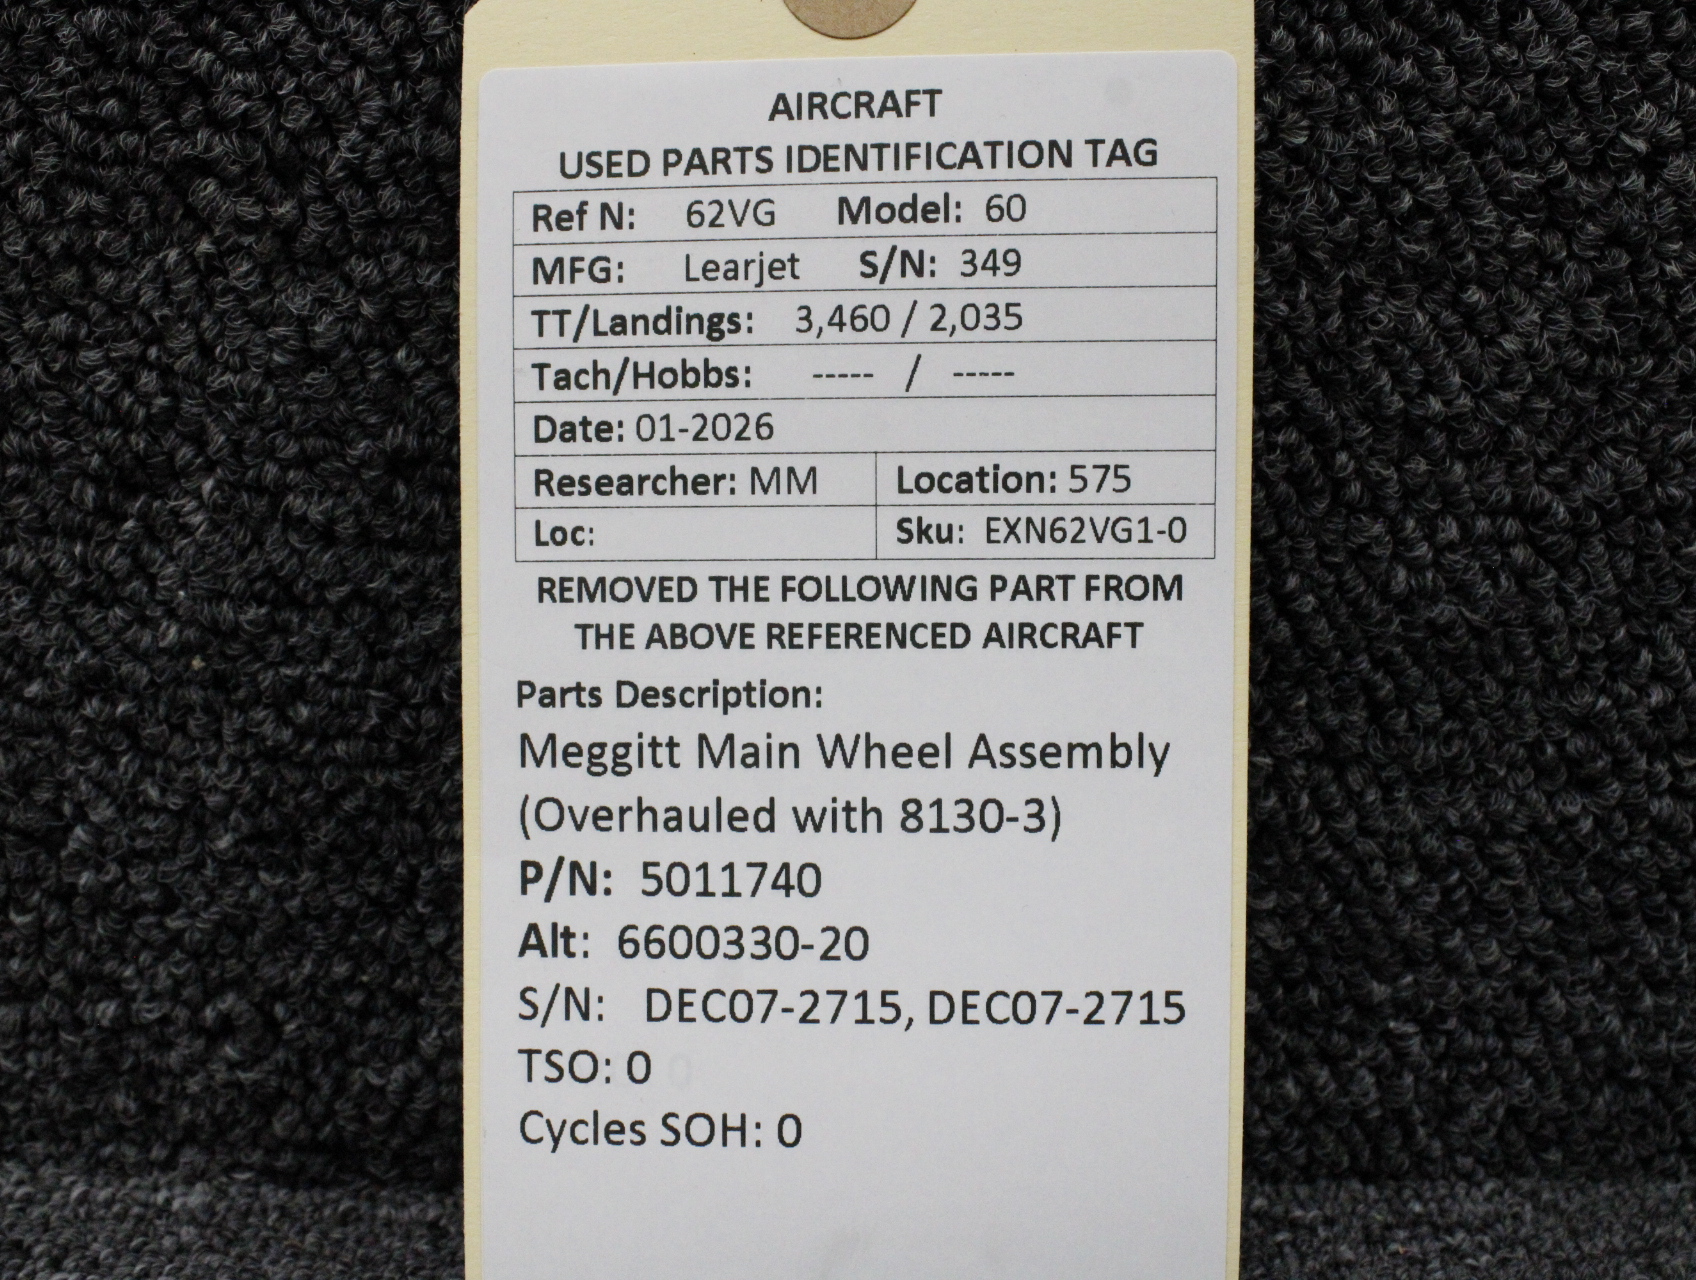 AIRCRAFT
USED PARTS IDENTIFICATION TAG
Ref N: 62VG Model: 60
MFG: Learjet S/N: 349
TT/Landings: 3,460 / 2,035
Tach/Hobbs: ----- / -----
Date: 01-2026
Researcher: MM Location: 575
Loc: Sku: EXN62VG1-0
REMOVED THE FOLLOWING PART FROM
THE ABOVE REFERENCED AIRCRAFT
Parts Description:
Meggitt Main Wheel Assembly
(Overhauled with 8130-3)
P/N: 5011740
Alt: 6600330-20
S/N: DEC07-2715, DEC07-2715
TSO: 0
Cycles SOH: 0